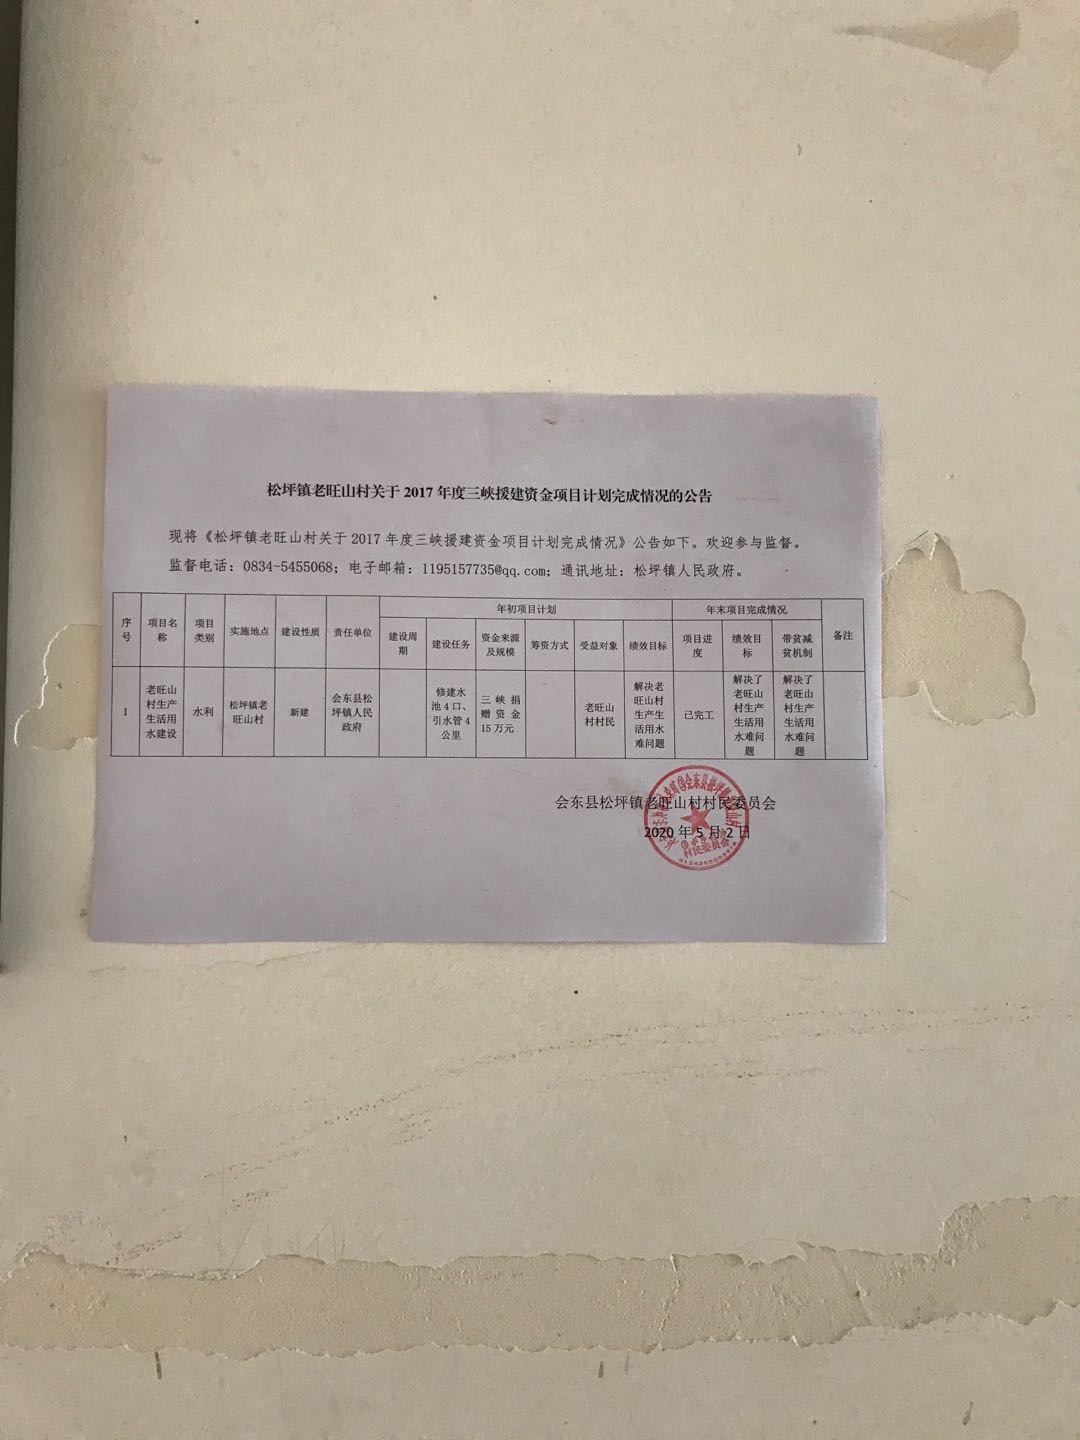 松坪镇老旺山村关于 2017 年度三峡援建资金项目计划完成情况的公告
现将《松坪镇老旺山村关于 2017 年度三峡援建资金项目计划完成情况》公告如下。欢迎参与监督。
监督电话：0834-5455068；电子邮箱：1195157735@qq.com；通讯地址：松坪镇人民政府。
序号 项目名称 项目类别 实施地点 建设性质 责任单位 年初项目计划 年末项目完成情况 备注
建设周期 建设任务 资金来源及规模 筹资方式 受益对象 绩效目标 项目进度 绩效目标 带贫减贫机制
1 老旺山村生产生活用水建设 水利 松坪镇老旺山村 新建 会东县松坪镇人民政府 修建水池 4 口、引水管 4 公里 三峡捐赠资金 15 万元 老旺山村村民 解决老旺山村生产生活用水难问题 已完工 解决了老旺山村生产生活用水难问题 解决了老旺山村生产生活用水难问题
会东县松坪镇老旺山村村民委员会
2020 年 5 月 2 日
村民委员会